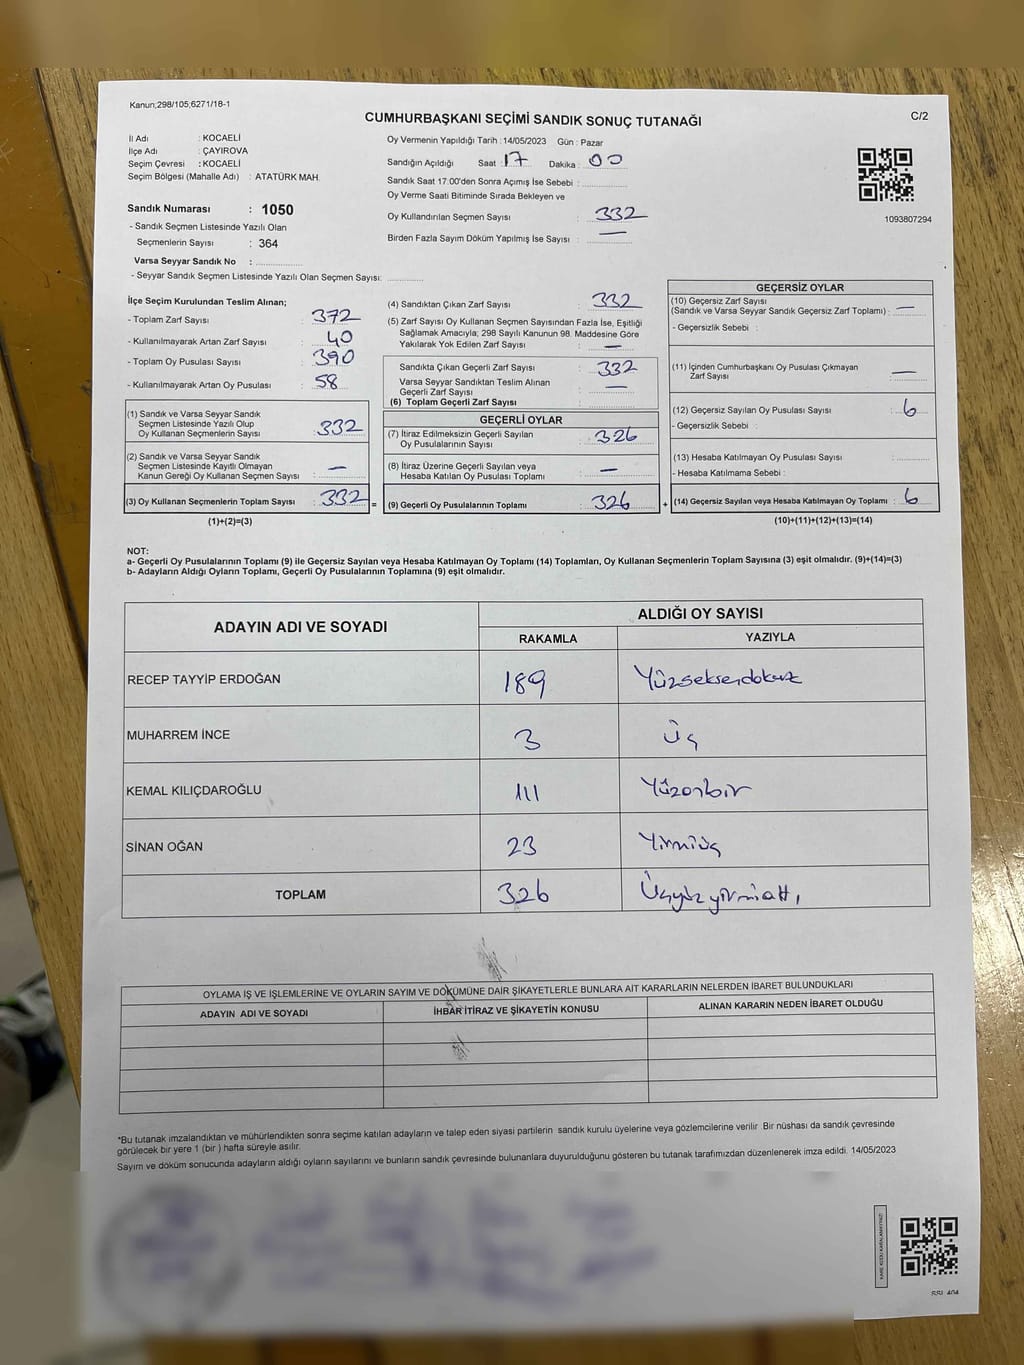 Kanun;298/105;6271/18-1
CUMHURBAŞKANI SEÇİMİ SANDIK SONUÇ TUTANAĞI
C/2
İl Adı : KOCAELİ
İlçe Adı : ÇAYIROVA
Seçim Çevresi : KOCAELİ
Seçim Bölgesi (Mahalle Adı) : ATATÜRK MAH.
Sandık Numarası : 1050
- Sandık Seçmen Listesinde Yazılı Olan
Seçmenlerin Sayısı : 364
Varsa Seyyar Sandık No :
- Seyyar Sandık Seçmen Listesinde Yazılı Olan Seçmen Sayısı:
Oy Vermenin Yapıldığı Tarih : 14/05/2023 Gün : Pazar
Sandığın Açıldığı Saat : 17 Dakika : 00
Sandık Saat 17:00'den Sonra Açımış İse Sebebi :
Oy Verme Saati Bitiminde Sırada Bekleyen ve
Oy Kullandırılan Seçmen Sayısı : 332
Birden Fazla Sayım Döküm Yapılmış İse Sayısı : —
1093807294
İlçe Seçim Kurulundan Teslim Alınan;
- Toplam Zarf Sayısı : 372
- Kullanılmayarak Artan Zarf Sayısı : 40
- Toplam Oy Pusulası Sayısı : 390
- Kullanılmayarak Artan Oy Pusulası : 58
(1) Sandık ve Varsa Seyyar Sandık
Seçmen Listesinde Yazılı Olup
Oy Kullanan Seçmenlerin Sayısı : 332
(2) Sandık ve Varsa Seyyar Sandık
Seçmen Listesinde Kayıtlı Olmayan
Kanun Gereği Oy Kullanan Seçmen Sayısı : —
(3) Oy Kullanan Seçmenlerin Toplam Sayısı : 332
(1)+(2)=(3)
=
(4) Sandıktan Çıkan Zarf Sayısı : 332
(5) Zarf Sayısı Oy Kullanan Seçmen Sayısından Fazla İse, Eşitliği
Sağlamak Amacıyla; 298 Sayılı Kanunun 98. Maddesine Göre
Yakılarak Yok Edilen Zarf Sayısı : —
Sandıkta Çıkan Geçerli Zarf Sayısı : 332
Varsa Seyyar Sandıktan Teslim Alınan
Geçerli Zarf Sayısı : —
(6) Toplam Geçerli Zarf Sayısı :
GEÇERLİ OYLAR
(7) İtiraz Edilmeksizin Geçerli Sayılan
Oy Pusulalarının Sayısı : 326
(8) İtiraz Üzerine Geçerli Sayılan veya
Hesaba Katılan Oy Pusulası Toplamı : —
(9) Geçerli Oy Pusulalarının Toplamı : 326
+
GEÇERSİZ OYLAR
(10) Geçersiz Zarf Sayısı
(Sandık ve Varsa Seyyar Sandık Geçersiz Zarf Toplamı) : —
- Geçersizlik Sebebi :
(11) İçinden Cumhurbaşkanı Oy Pusulası Çıkmayan
Zarf Sayısı : —
(12) Geçersiz Sayılan Oy Pusulası Sayısı : 6
- Geçersizlik Sebebi :
(13) Hesaba Katılmayan Oy Pusulası Sayısı :
- Hesaba Katılmama Sebebi :
(14) Geçersiz Sayılan veya Hesaba Katılmayan Oy Toplamı : 6
(10)+(11)+(12)+(13)=(14)
NOT:
a- Geçerli Oy Pusulalarının Toplamı (9) ile Geçersiz Sayılan veya Hesaba Katılmayan Oy Toplamı (14) Toplamları, Oy Kullanan Seçmenlerin Toplam Sayısına (3) eşit olmalıdır. (9)+(14)=(3)
b- Adayların Aldığı Oyların Toplamı, Geçerli Oy Pusulalarının Toplamına (9) eşit olmalıdır.
ADAYIN ADI VE SOYADI
ALDIĞI OY SAYISI
RAKAMLA YAZIYLA
RECEP TAYYİP ERDOĞAN 189 Yüzseksendokuz
MUHARREM İNCE 3 Üç
KEMAL KILIÇDAROĞLU 111 Yüzonbir
SİNAN OĞAN 23 Yirmiüç
TOPLAM 326 Üçyüzyirmialtı
OYLAMA İŞ VE İŞLEMLERİNE VE OYLARIN SAYIM VE DÖKÜMÜNE DAİR ŞİKAYETLERLE BUNLARA AİT KARARLARIN NELERDEN İBARET BULUNDUKLARI
ADAYIN ADI VE SOYADI İHBAR İTİRAZ VE ŞİKAYETİN KONUSU ALINAN KARARIN NEDEN İBARET OLDUĞU
*Bu tutanak imzalandıktan ve mühürlendikten sonra seçime katılan adayların ve talep eden siyasi partilerin sandık kurulu üyelerine veya gözlemcilerine verilir. Bir nüshası da sandık çevresinde
görülecek bir yere 1 (bir ) hafta süreyle asılır.
Sayım ve döküm sonucunda adayların aldığı oyların sayılarını ve bunların sandık çevresinde bulunanlara duyurulduğunu gösteren bu tutanak tarafımızdan düzenlenerek imza edildi. 14/05/2023
KARE KODU KARALAMAYINIZ!